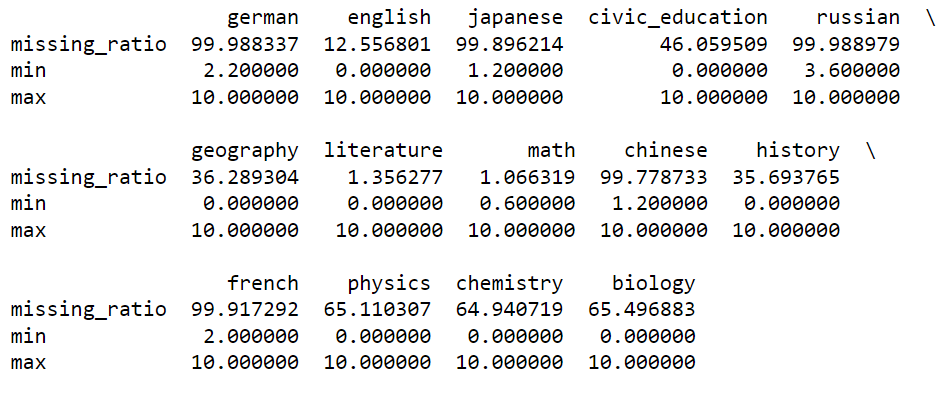 german english japanese civic_education russian \
missing_ratio 99.988337 12.556801 99.896214 46.059509 99.988979
min 2.200000 0.000000 1.200000 0.000000 3.600000
max 10.000000 10.000000 10.000000 10.000000 10.000000
geography literature math chinese history \
missing_ratio 36.289304 1.356277 1.066319 99.778733 35.693765
min 0.000000 0.000000 0.600000 1.200000 0.000000
max 10.000000 10.000000 10.000000 10.000000 10.000000
french physics chemistry biology
missing_ratio 99.917292 65.110307 64.940719 65.496883
min 2.000000 0.000000 0.000000 0.000000
max 10.000000 10.000000 10.000000 10.000000